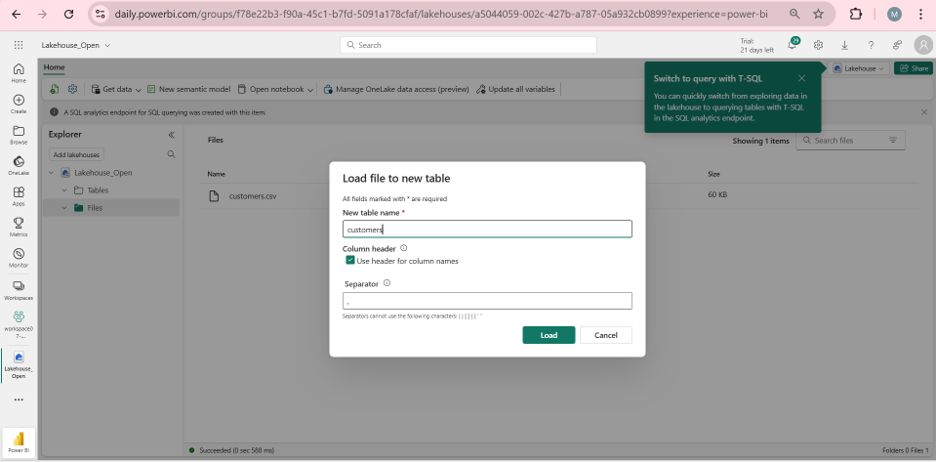 daily.powerbi.com/groups/f78e22b3-f90a-45c1-b7fd-5091a178cfaf/lakehouses/a5044059-002c-427b-a787-05a932cb0899?experience=power-bi
M
Lakehouse_Open
Search
Trial:
21 days left
29
Home
Lakehouse
Share
Get data
New semantic model
Open notebook
Manage OneLake data access (preview)
Update all variables
Switch to query with T-SQL
You can quickly switch from exploring data in
the lakehouse to querying tables with T-SQL
in the SQL analytics endpoint.
A SQL analytics endpoint for SQL querying was created with this item.
Home
Create
Browse
OneLake
Apps
Metrics
Monitor
Workspaces
workspace0
7-...
Lakehouse_
Open
Power BI
Explorer
Add lakehouses
Lakehouse_Open
Tables
Files
Files
Showing 1 items
Search files
Name
Size
customers.csv
60 KB
Load file to new table
All fields marked with * are required
New table name *
customers
Column header
Use header for column names
Separator
,
Separators cannot use the following characters
Load
Cancel
Succeeded (0 sec 588 ms)
Folders 0 Files 1